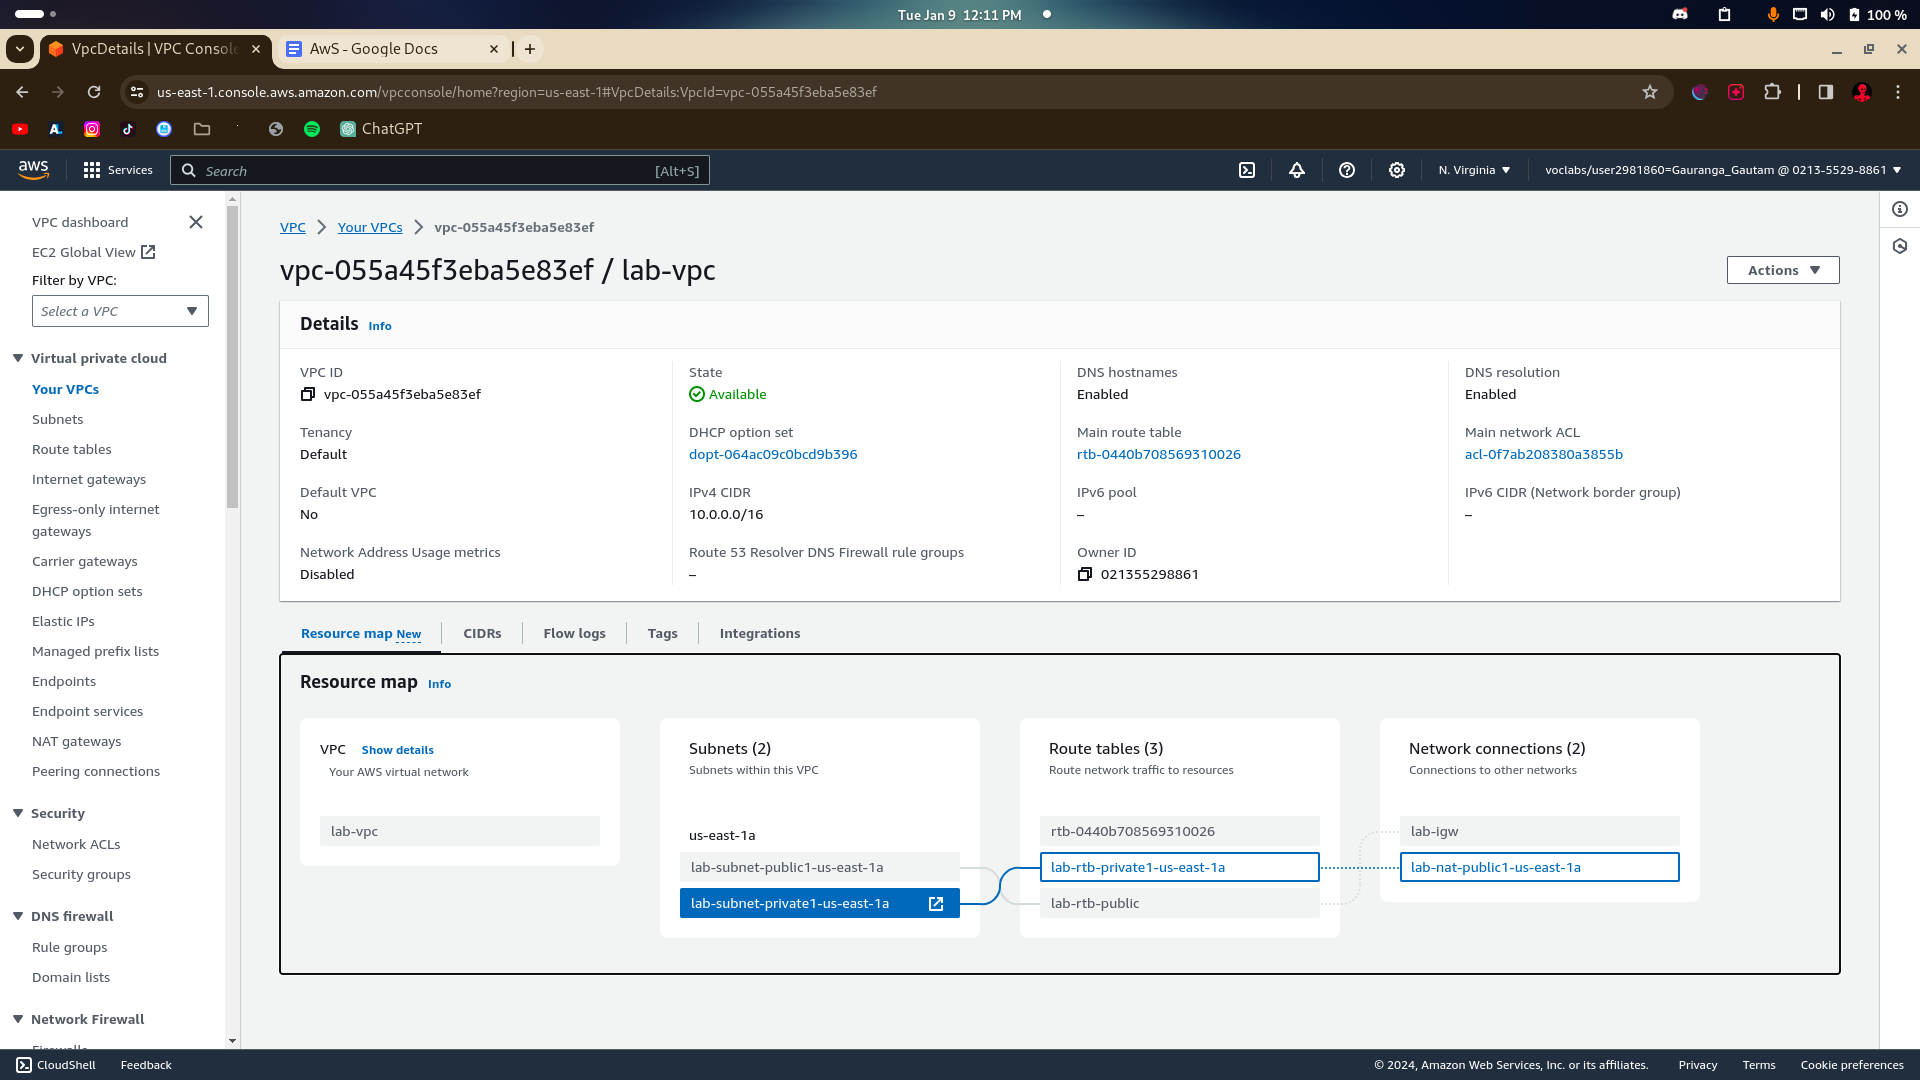 Tue Jan 9 12:11 PM
100 %
VpcDetails | VPC Console
AwS - Google Docs
us-east-1.console.aws.amazon.com/vpcconsole/home?region=us-east-1#VpcDetails:VpcId=vpc-055a45f3eba5e83ef
ChatGPT
aws
Services
Search
[Alt+S]
N. Virginia
voclabs/user2981860=Gauranga_Gautam @ 0213-5529-8861
VPC dashboard
EC2 Global View
Filter by VPC:
Select a VPC
Virtual private cloud
Your VPCs
Subnets
Route tables
Internet gateways
Egress-only internet
gateways
Carrier gateways
DHCP option sets
Elastic IPs
Managed prefix lists
Endpoints
Endpoint services
NAT gateways
Peering connections
Security
Network ACLs
Security groups
DNS firewall
Rule groups
Domain lists
Network Firewall
Firewalls
VPC
Your VPCs
vpc-055a45f3eba5e83ef
vpc-055a45f3eba5e83ef / lab-vpc
Actions
Details Info
VPC ID
vpc-055a45f3eba5e83ef
State
Available
DNS hostnames
Enabled
DNS resolution
Enabled
Tenancy
Default
DHCP option set
dopt-064ac09c0bcd9b396
Main route table
rtb-0440b708569310026
Main network ACL
acl-0f7ab208380a3855b
Default VPC
No
IPv4 CIDR
10.0.0.0/16
IPv6 pool
–
IPv6 CIDR (Network border group)
–
Network Address Usage metrics
Disabled
Route 53 Resolver DNS Firewall rule groups
–
Owner ID
021355298861
Resource map New
CIDRs
Flow logs
Tags
Integrations
Resource map Info
VPC Show details
Your AWS virtual network
lab-vpc
Subnets (2)
Subnets within this VPC
us-east-1a
lab-subnet-public1-us-east-1a
lab-subnet-private1-us-east-1a
Route tables (3)
Route network traffic to resources
rtb-0440b708569310026
lab-rtb-private1-us-east-1a
lab-rtb-public
Network connections (2)
Connections to other networks
lab-igw
lab-nat-public1-us-east-1a
CloudShell
Feedback
© 2024, Amazon Web Services, Inc. or its affiliates.
Privacy
Terms
Cookie preferences